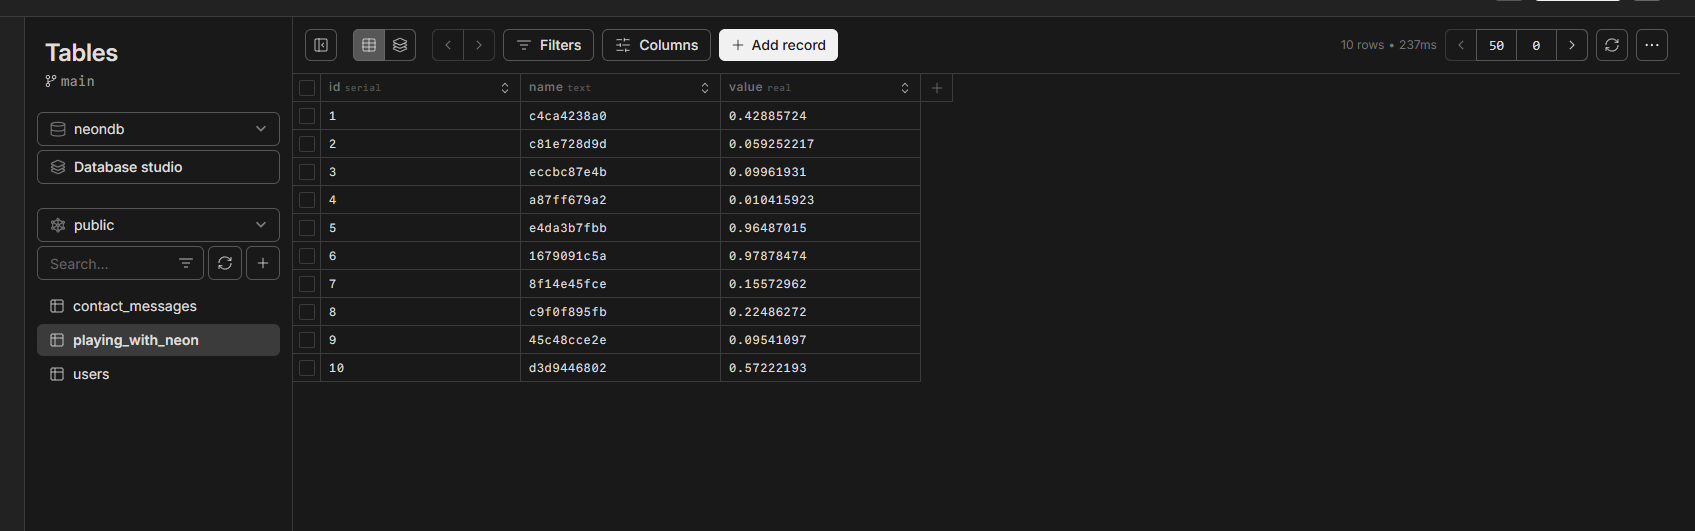 Tables
main
neondb
Database studio
public
Search...
contact_messages
playing_with_neon
users
Filters
Columns
Add record
10 rows • 237ms
50
0
id serial name text value real
1 c4ca4238a0 0.42885724
2 c81e728d9d 0.059252217
3 eccbc87e4b 0.09961931
4 a87ff679a2 0.010415923
5 e4da3b7fbb 0.96487015
6 1679091c5a 0.97878474
7 8f14e45fce 0.15572962
8 c9f0f895fb 0.22486272
9 45c48cce2e 0.09541097
10 d3d9446802 0.57222193